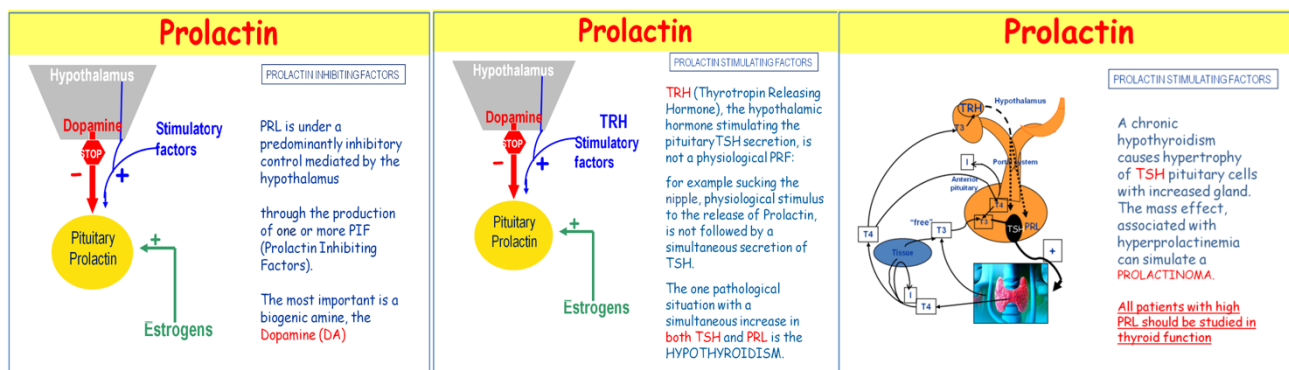 Prolactin
Hypothalamus
PROLACTIN INHIBITING FACTORS
Dopamine
STOP
Stimulatory
factors
-
+
Pituitary
Prolactin
+
Estrogens
PRL is under a
predominantly inhibitory
control mediated by the
hypothalamus
through the production
of one or more PIF
(Prolactin Inhibiting
Factors).
The most important is a
biogenic amine, the
Dopamine (DA)
Prolactin
Hypothalamus
PROLACTIN STIMULATING FACTORS
Dopamine
STOP
TRH
Stimulatory
factors
-
+
Pituitary
Prolactin
+
Estrogens
TRH (Thyrotropin Releasing
Hormone), the hypothalamic
hormone stimulating the
pituitary TSH secretion, is
not a physiological PRF:
for example sucking the
nipple, physiological stimulus
to the release of Prolactin,
is not followed by a
simultaneous secretion of
TSH.
The one pathological
situation with a
simultaneous increase in
both TSH and PRL is the
HYPOTHYROIDISM.
Prolactin
PROLACTIN STIMULATING FACTORS
TRH
Hypothalamus
T3
I
Portal system
Anterior
pituitary
T4
T3
"free"
T3
TSH
PRL
T4
Tissue
+
I
T4
A chronic
hypothyroidism
causes hypertrophy
of TSH pituitary cells
with increased gland.
The mass effect,
associated with
hyperprolactinemia
can simulate a
PROLACTINOMA.
All patients with high
PRL should be studied in
thyroid function